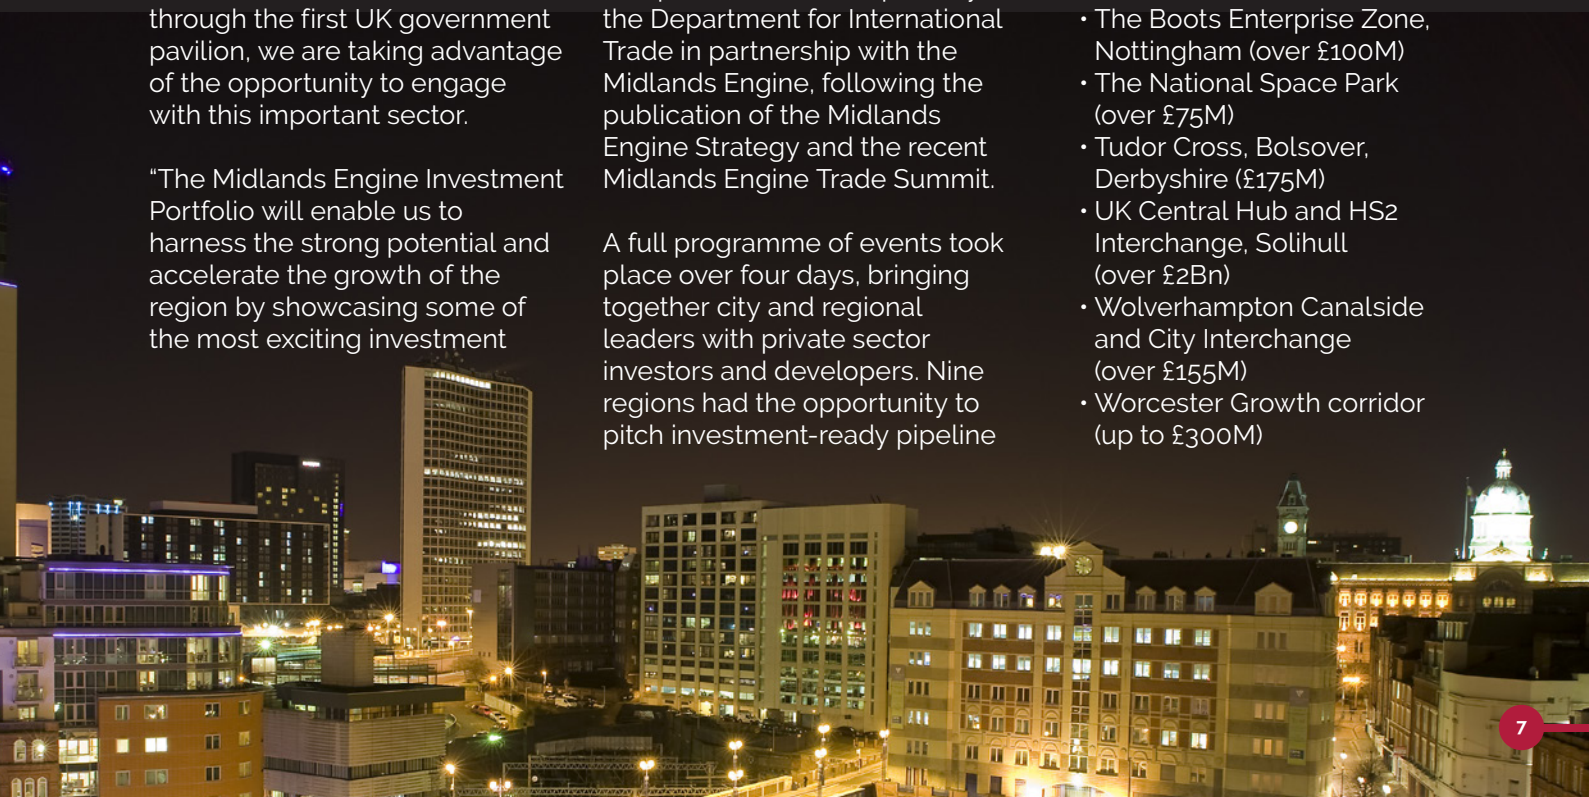 through the first UK government
pavilion, we are taking advantage
of the opportunity to engage
with this important sector.
“The Midlands Engine Investment
Portfolio will enable us to
harness the strong potential and
accelerate the growth of the
region by showcasing some of
the most exciting investment
the Department for International
Trade in partnership with the
Midlands Engine, following the
publication of the Midlands
Engine Strategy and the recent
Midlands Engine Trade Summit.
A full programme of events took
place over four days, bringing
together city and regional
leaders with private sector
investors and developers. Nine
regions had the opportunity to
pitch investment-ready pipeline
• The Boots Enterprise Zone,
Nottingham (over £100M)
• The National Space Park
(over £75M)
• Tudor Cross, Bolsover,
Derbyshire (£175M)
• UK Central Hub and HS2
Interchange, Solihull
(over £2Bn)
• Wolverhampton Canalside
and City Interchange
(over £155M)
• Worcester Growth corridor
(up to £300M)
7